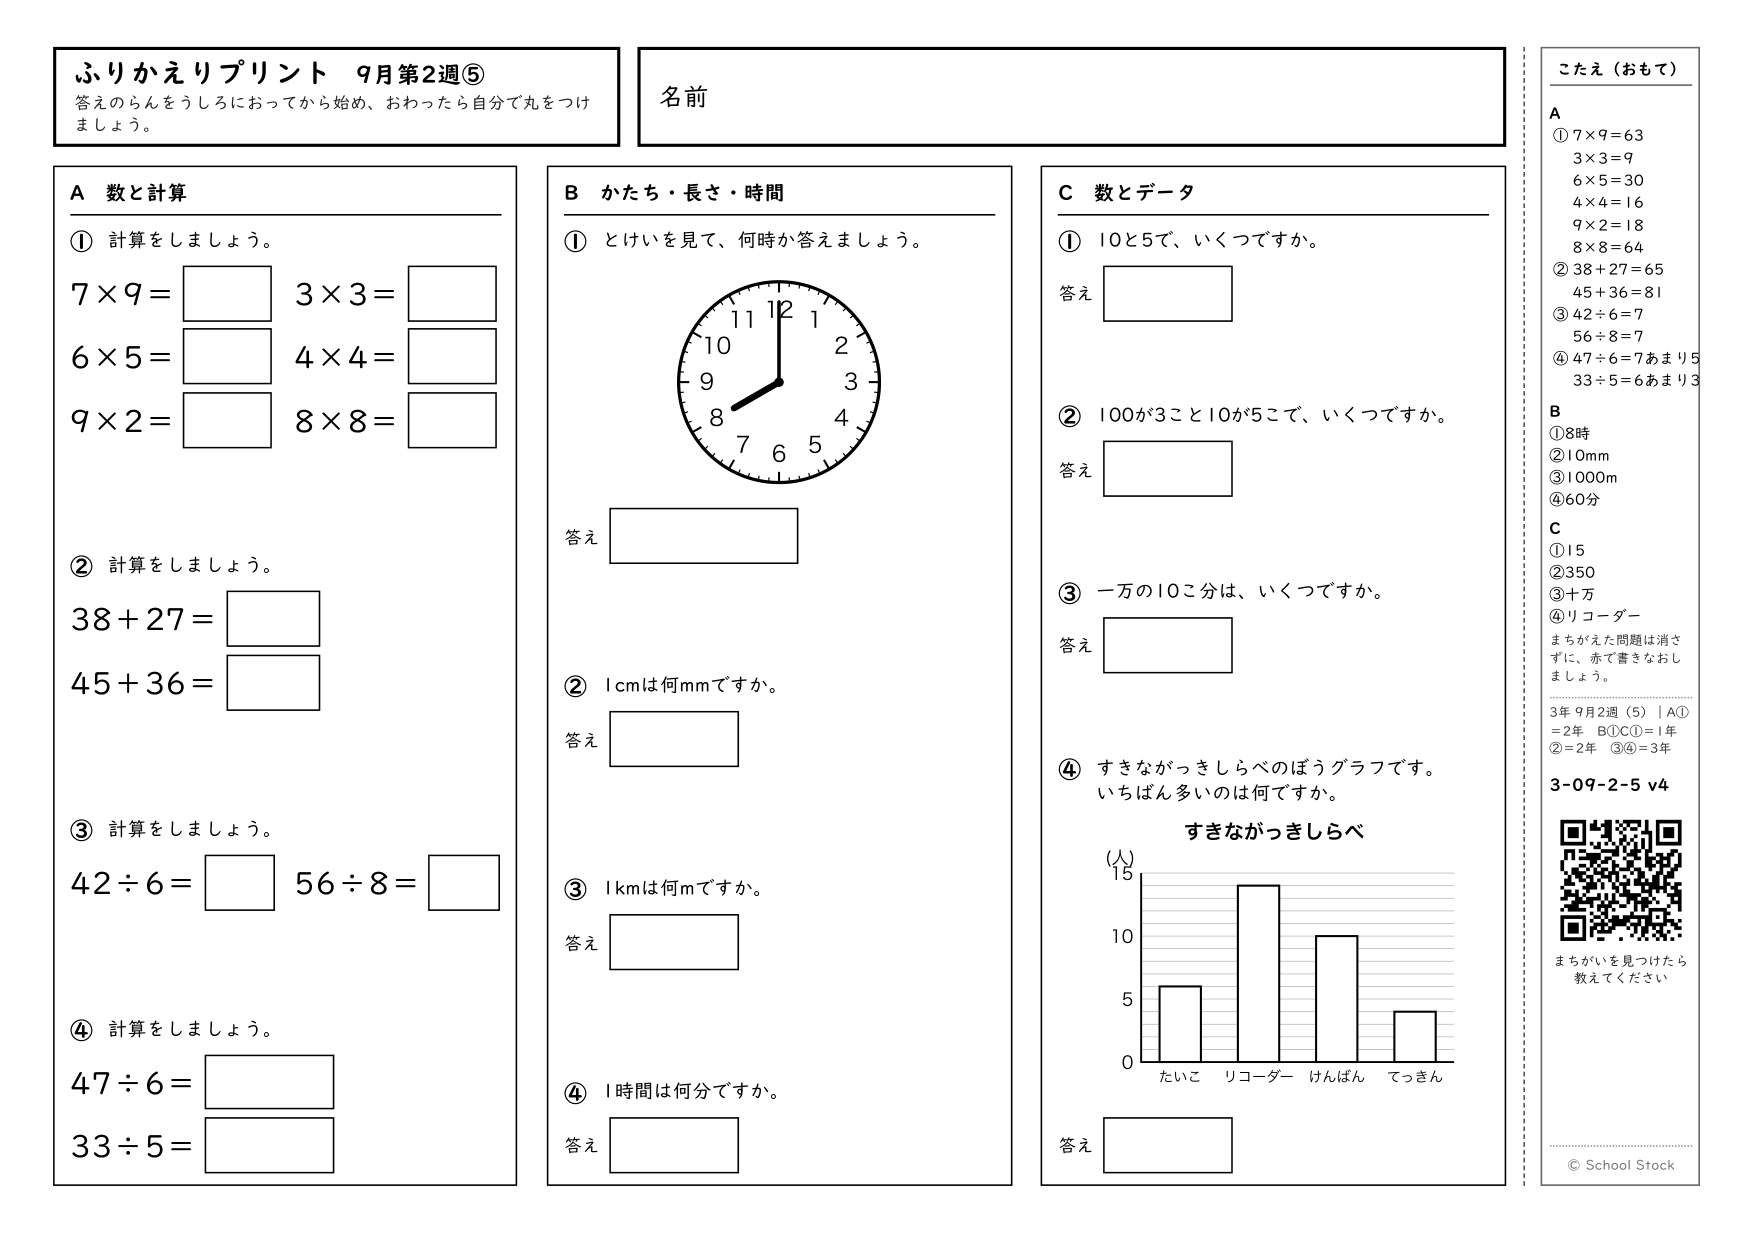 ふりかえりプリント　9月第2週⑤
答えのらんをうしろにおってから始め、おわったら自分で丸をつけ
ましょう。
名前
A　数と計算
① 計算をしましょう。
7×9＝ 3×3＝
6×5＝ 4×4＝
9×2＝ 8×8＝
② 計算をしましょう。
38＋27＝
45＋36＝
③ 計算をしましょう。
42÷6＝ 56÷8＝
④ 計算をしましょう。
47÷6＝
33÷5＝
B　かたち・長さ・時間
① とけいを見て、何時か答えましょう。
12
11 1
10 2
9 3
8 4
7 5
6
答え
② 1cmは何mmですか。
答え
③ 1kmは何mですか。
答え
④ 1時間は何分ですか。
答え
C　数とデータ
① 10と5で、いくつですか。
答え
② 100が3こと10が5こで、いくつですか。
答え
③ 一万の10こ分は、いくつですか。
答え
④ すきながっきしらべのぼうグラフです。
いちばん多いのは何ですか。
すきながっきしらべ
(人)
15
10
5
0
たいこ リコーダー けんばん てっきん
答え
こたえ（おもて）
A
① 7×9＝63
3×3＝9
6×5＝30
4×4＝16
9×2＝18
8×8＝64
② 38＋27＝65
45＋36＝81
③ 42÷6＝7
56÷8＝7
④ 47÷6＝7あまり5
33÷5＝6あまり3
B
①8時
②10mm
③1000m
④60分
C
①15
②350
③十万
④リコーダー
まちがえた問題は消さ
ずに、赤で書きなおし
ましょう。
3年 9月2週（5）｜A①
＝2年　B①C①＝1年
②＝2年　③④＝3年
3-09-2-5 v4
まちがいを見つけたら
教えてください
© School Stock